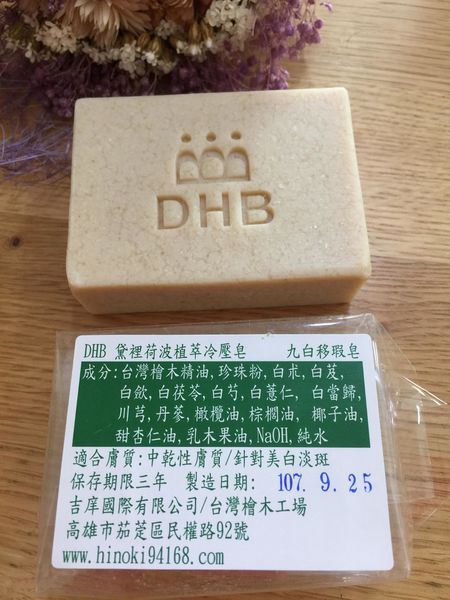 DHB
DHB 黛裡荷波植萃冷壓皂 九白移瑕皂
成分:台灣檜木精油,珍珠粉,白朮,白芨,
白斂,白茯苓,白芍,白薏仁, 白當歸,
川芎,丹蔘,橄欖油,棕櫚油, 椰子油,
甜杏仁油,乳木果油,NaOH,純水
適合膚質:中乾性膚質/針對美白淡斑
保存期限三年 製造日期: 107. 9. 25
吉庠國際有限公司/台灣檜木工場
高雄市茄萣區民權路92號
www.hinoki94168.com